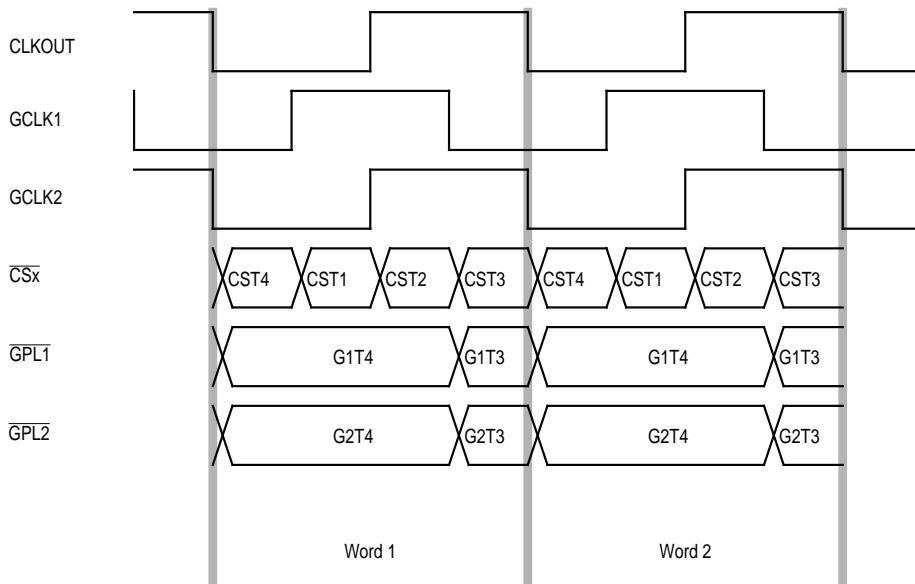 CLKOUT
GCLK1
GCLK2
CSx CST4 CST1 CST2 CST3 CST4 CST1 CST2 CST3
GPL1 G1T4 G1T3 G1T4 G1T3
GPL2 G2T4 G2T3 G2T4 G2T3
Word 1 Word 2